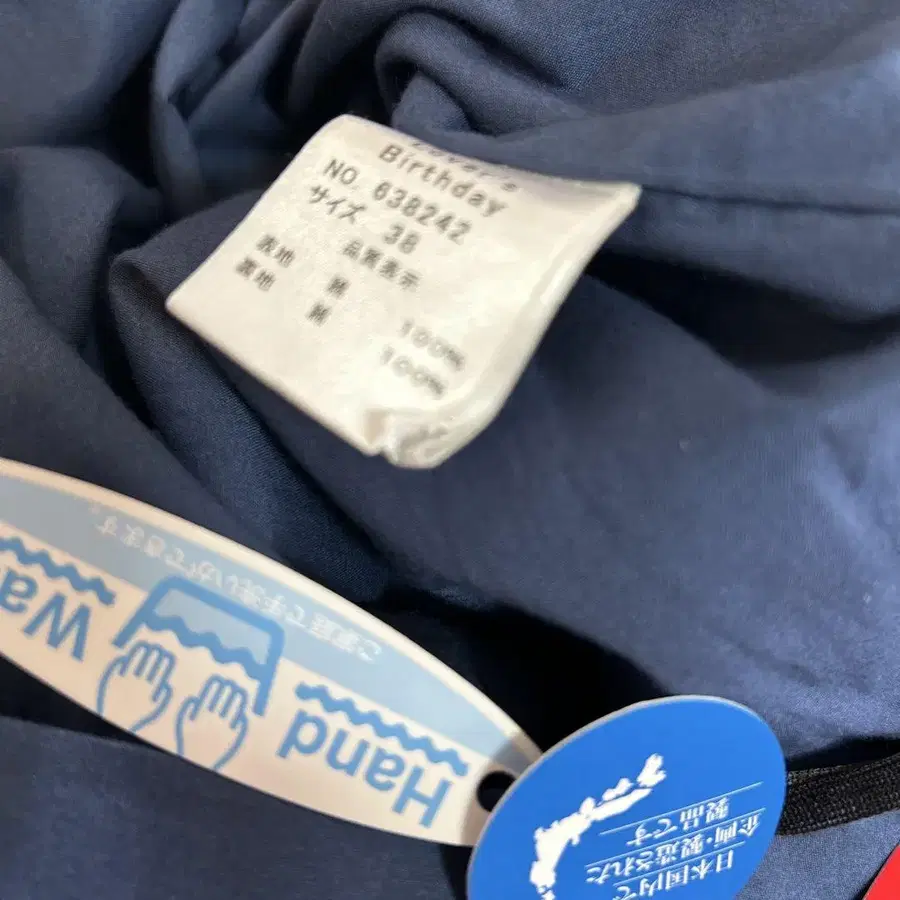 Lover's
Birthday
NO. 638242
サイズ 38
品質表示
表地 綿 100%
裏地 綿 100%
ご家庭で手洗いができます。
Hand
Wa
日本国内で
企画・製造された
製品です